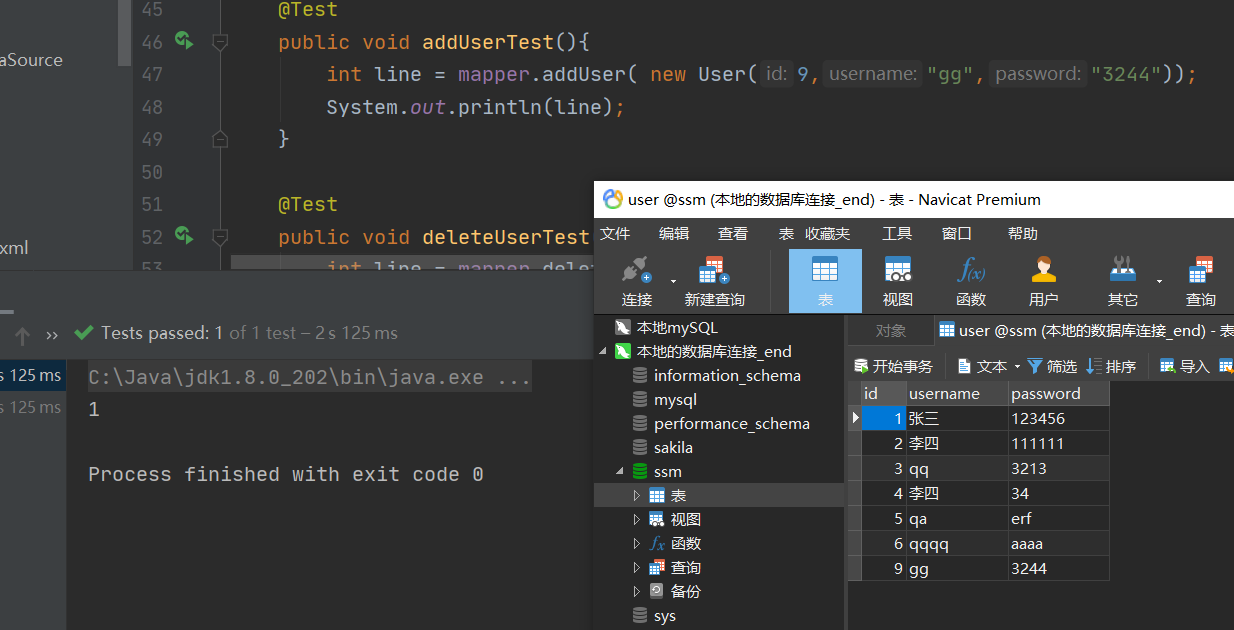 45 @Test
46 public void addUserTest(){
47 int line = mapper.addUser( new User( id: 9, username: "gg", password: "3244"));
48 System.out.println(line);
49 }
50
51 @Test
52 public void deleteUserTest
53 int line = mapper.dele
aSource
xml
Tests passed: 1 of 1 test – 2 s 125 ms
s 125 ms
s 125 ms
C:\Java\jdk1.8.0_202\bin\java.exe ...
1
Process finished with exit code 0
user @ssm (本地的数据库连接_end) - 表 - Navicat Premium
文件 编辑 查看 表 收藏夹 工具 窗口 帮助
连接 新建查询 表 视图 函数 用户 其它 查询
本地mySQL
本地的数据库连接_end
information_schema
mysql
performance_schema
sakila
ssm
表
视图
函数
查询
备份
sys
对象 user @ssm (本地的数据库连接_end) - 表
开始事务 文本 筛选 排序 导入
id username password
1 张三 123456
2 李四 111111
3 qq 3213
4 李四 34
5 qa erf
6 qqqq aaaa
9 gg 3244